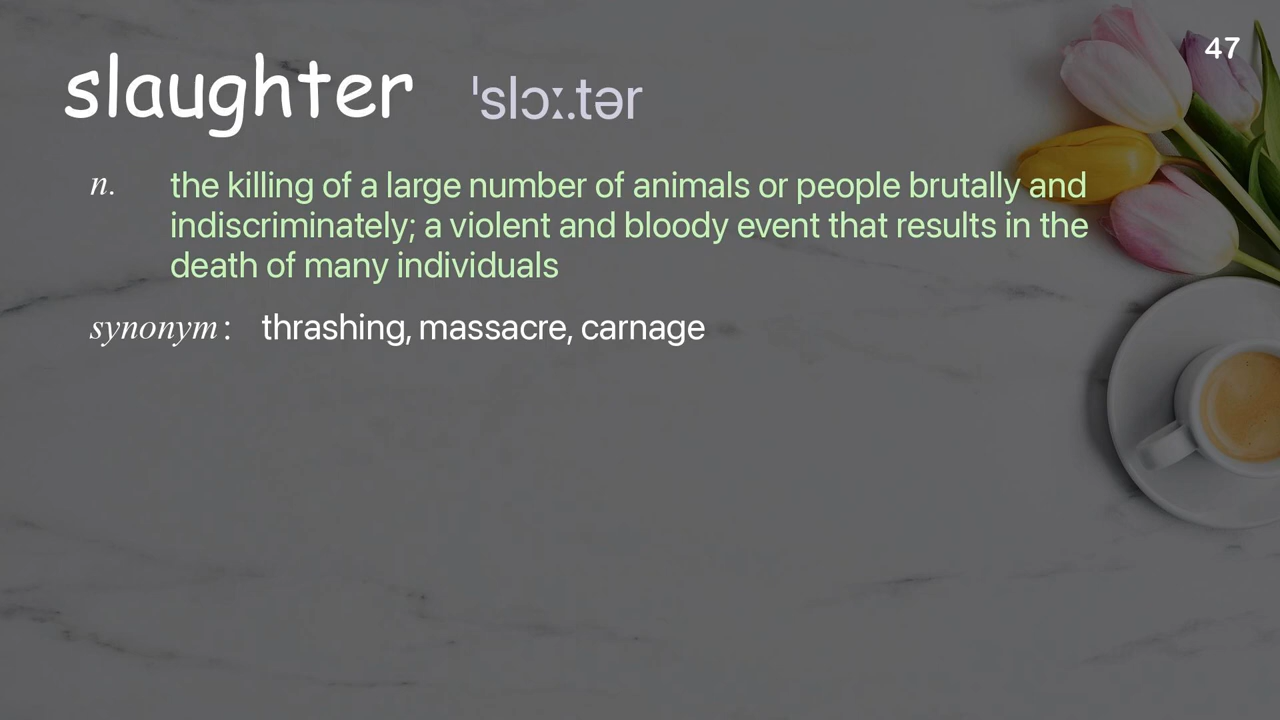 47
slaughter ˈslɔː.tər
n. the killing of a large number of animals or people brutally and
indiscriminately; a violent and bloody event that results in the
death of many individuals
synonym: thrashing, massacre, carnage